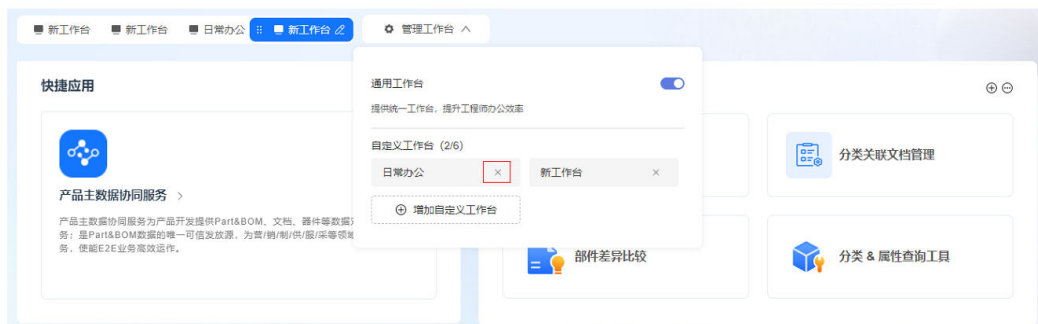 新工作台 新工作台 日常办公 新工作台 管理工作台
快捷应用
通用工作台
提供统一工作台，提升工程师办公效率
自定义工作台（2/6）
日常办公 × 新工作台 ×
增加自定义工作台
产品主数据协同服务 >
产品主数据协同服务为产品开发提供Part&BOM、文档、器件等数据
务；是Part&BOM数据的唯一可信发放源，为营/销/制/供/服/采等领域
务，使能E2E业务高效运作。
分类关联文档管理
部件差异比较
分类 & 属性查询工具